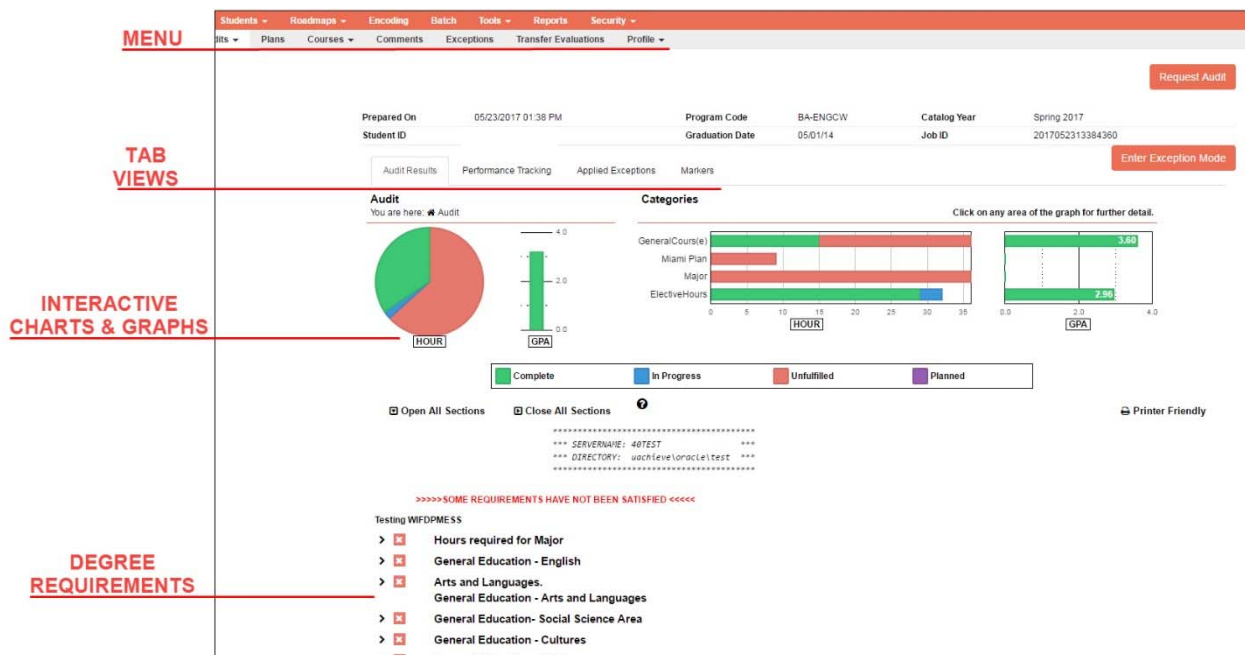 Students Roadmaps Encoding Batch Tools Reports Security
MENU
dits Plans Courses Comments Exceptions Transfer Evaluations Profile
Request Audit
Prepared On 05/23/2017 01:38 PM Program Code BA-ENGCW Catalog Year Spring 2017
Student ID Graduation Date 05/01/14 Job ID 2017052313384360
Enter Exception Mode
TAB
VIEWS
Audit Results Performance Tracking Applied Exceptions Markers
Audit
You are here: Audit
Categories
Click on any area of the graph for further detail.
4.0
2.0
0.0
HOUR
GPA
GeneralCours(e)
Miami Plan
Major
ElectiveHours
0 5 10 15 20 25 30 35
HOUR
3.60
2.96
0.0 2.0 4.0
GPA
INTERACTIVE
CHARTS & GRAPHS
Complete In Progress Unfulfilled Planned
Open All Sections Close All Sections ? Printer Friendly
*****************************************
*** SERVERNAME: 40TEST ***
*** DIRECTORY: uachieve\oracle\test ***
*****************************************
>>>>>SOME REQUIREMENTS HAVE NOT BEEN SATISFIED <<<<<
Testing WIFDPMESS
Hours required for Major
General Education - English
DEGREE
REQUIREMENTS
Arts and Languages.
General Education - Arts and Languages
General Education- Social Science Area
General Education - Cultures